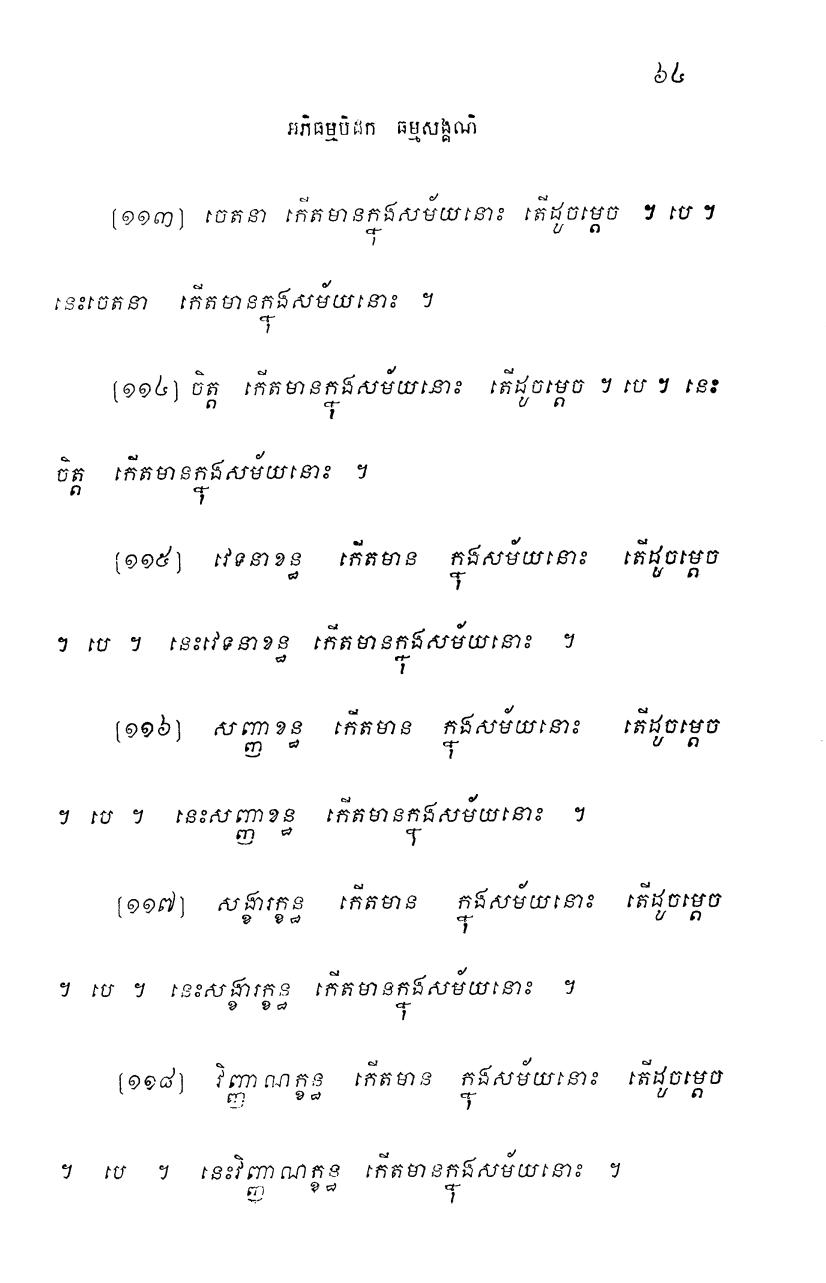 ៦៤
អភិធម្មបិដក ធម្មសង្គណិ
(១១៣) ចេតនា កើតមានក្នុងសម័យនោះ តើដូចម្តេច ។ បេ ។
នេះចេតនា កើតមានក្នុងសម័យនោះ ។
(១១៤) ចិត្ត កើតមានក្នុងសម័យនោះ តើដូចម្តេច ។ បេ ។ នេះ
ចិត្ត កើតមានក្នុងសម័យនោះ ។
(១១៥) វេទនាខន្ធ កើតមាន ក្នុងសម័យនោះ តើដូចម្តេច
។ បេ ។ នេះវេទនាខន្ធ កើតមានក្នុងសម័យនោះ ។
(១១៦) សញ្ញាខន្ធ កើតមាន ក្នុងសម័យនោះ តើដូចម្តេច
។ បេ ។ នេះសញ្ញាខន្ធ កើតមានក្នុងសម័យនោះ ។
(១១៧) សង្ខារក្ខន្ធ កើតមាន ក្នុងសម័យនោះ តើដូចម្តេច
។ បេ ។ នេះសង្ខារក្ខន្ធ កើតមានក្នុងសម័យនោះ ។
(១១៨) វិញ្ញាណក្ខន្ធ កើតមាន ក្នុងសម័យនោះ តើដូចម្តេច
។ បេ ។ នេះវិញ្ញាណក្ខន្ធ កើតមានក្នុងសម័យនោះ ។